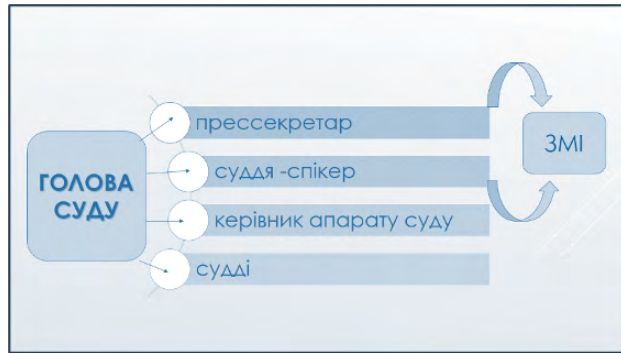 ГОЛОВА
СУДУ
прессекретар
суддя -спікер
керівник апарату суду
судді
ЗМІ